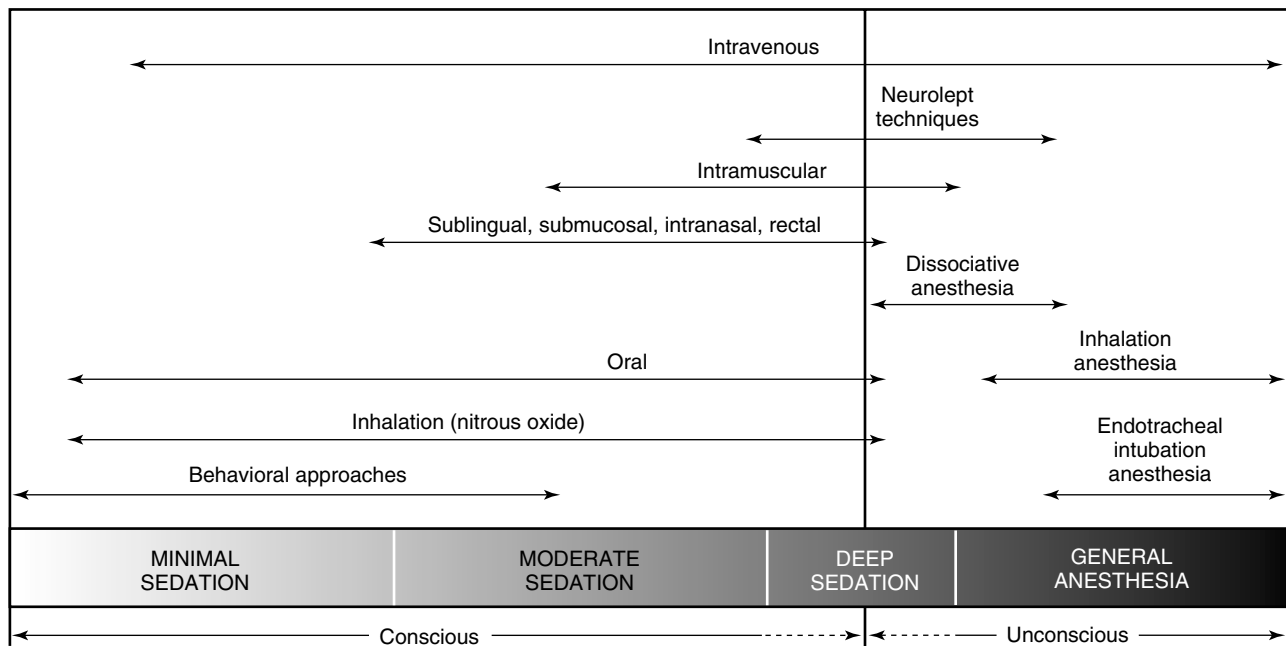 Intravenous
Neurolept
techniques
Intramuscular
Sublingual, submucosal, intranasal, rectal
Dissociative
anesthesia
Inhalation
anesthesia
Oral
Inhalation (nitrous oxide)
Endotracheal
intubation
anesthesia
Behavioral approaches
MINIMAL
SEDATION
MODERATE
SEDATION
DEEP
SEDATION
GENERAL
ANESTHESIA
Conscious
Unconscious